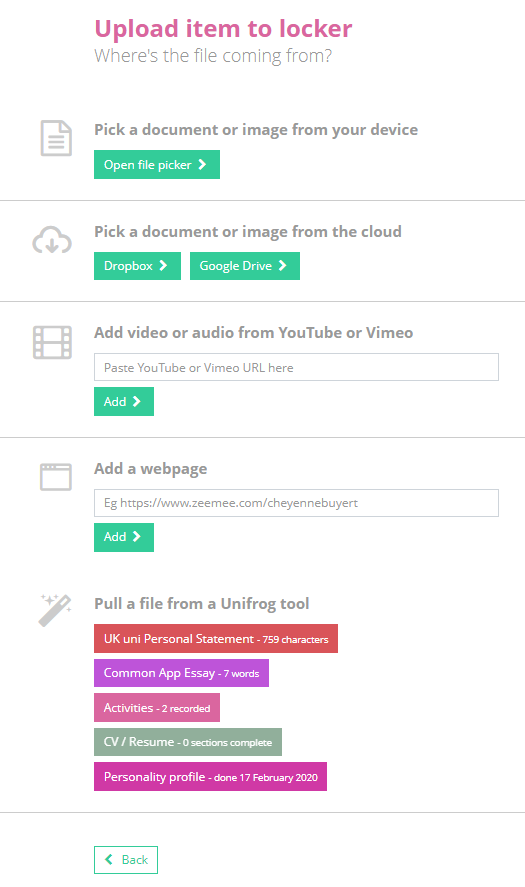 Upload item to locker
Where's the file coming from?
Pick a document or image from your device
Open file picker
Pick a document or image from the cloud
Dropbox
Google Drive
Add video or audio from YouTube or Vimeo
Paste YouTube or Vimeo URL here
Add
Add a webpage
Eg https://www.zeemee.com/cheyennebuyert
Add
Pull a file from a Unifrog tool
UK uni Personal Statement - 759 characters
Common App Essay - 7 words
Activities - 2 recorded
CV / Resume - 0 sections complete
Personality profile - done 17 February 2020
Back